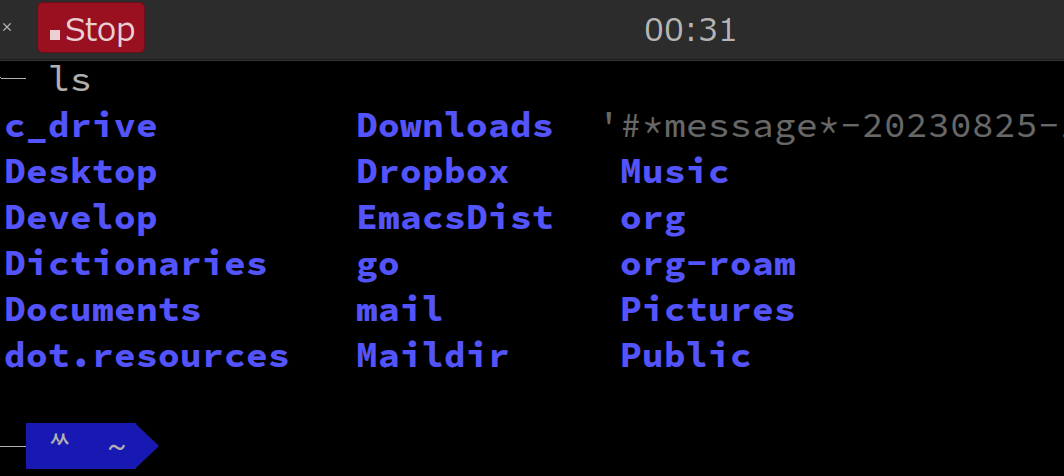 × Stop 00:31
ls
c_drive Downloads '#*message*-20230825-
Desktop Dropbox Music
Develop EmacsDist org
Dictionaries go org-roam
Documents mail Pictures
dot.resources Maildir Public
~